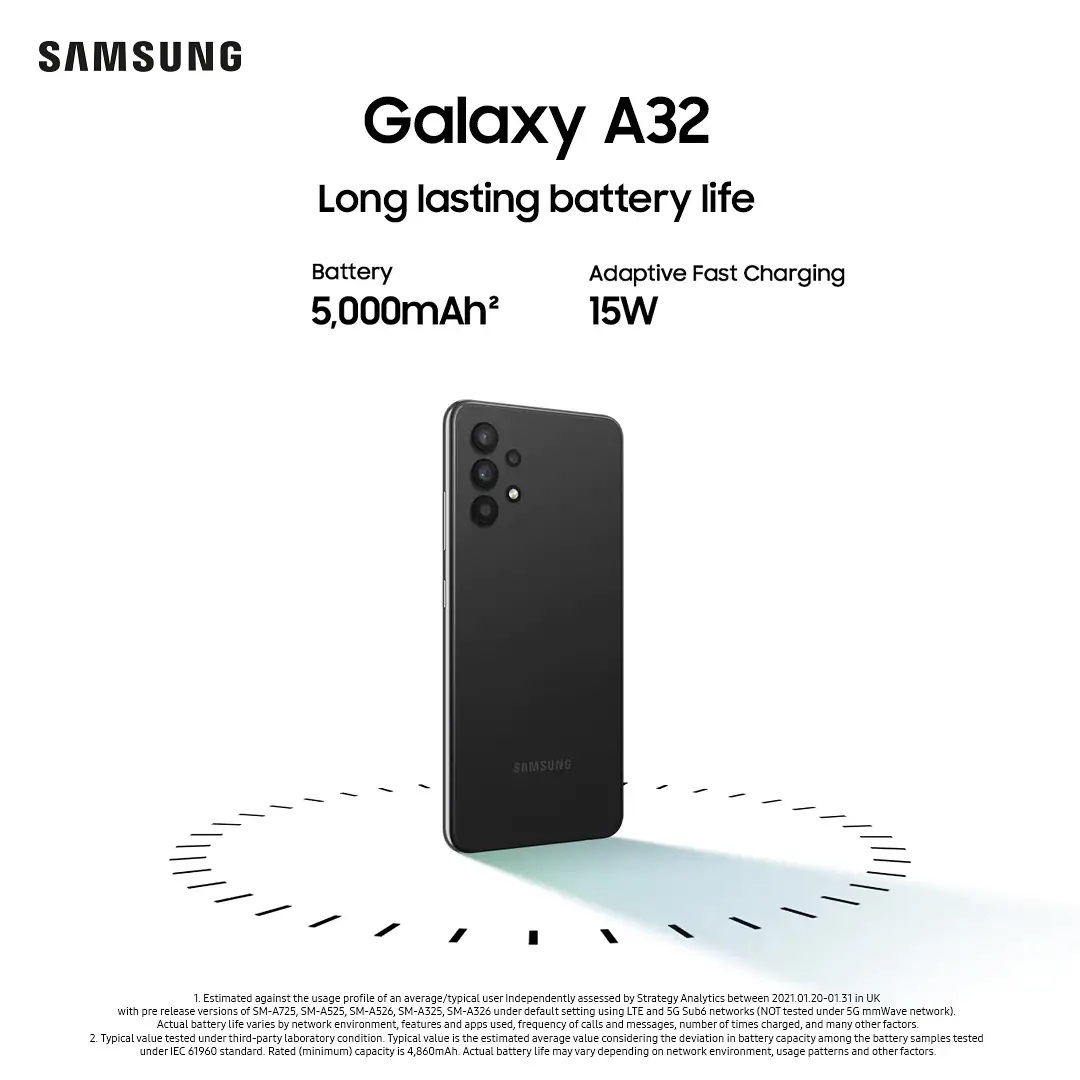 SAMSUNG
Galaxy A32
Long lasting battery life
Battery
5,000mAh²
Adaptive Fast Charging
15W
SAMSUNG
1. Estimated against the usage profile of an average/typical user Independently assessed by Strategy Analytics between 2021.01.20-01.31 in UK
with pre release versions of SM-A725, SM-A525, SM-A526, SM-A325, SM-A326 under default setting using LTE and 5G Sub6 networks (NOT tested under 5G mmWave network).
Actual battery life varies by network environment, features and apps used, frequency of calls and messages, number of times charged, and many other factors.
2. Typical value tested under third-party laboratory condition. Typical value is the estimated average value considering the deviation in battery capacity among the battery samples tested
under IEC 61960 standard. Rated (minimum) capacity is 4,860mAh. Actual battery life may vary depending on network environment, usage patterns and other factors.